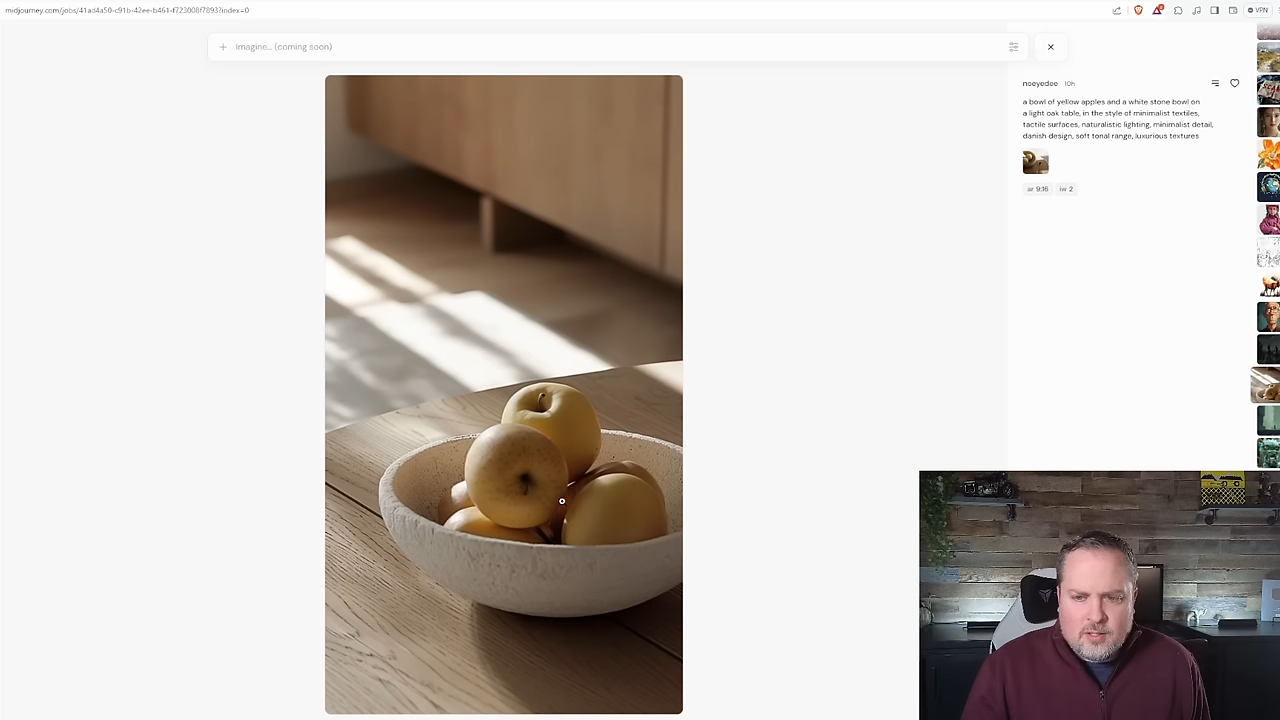 midjourney.com/jobs/41ad4a50-c91b-42ee-b461-f723008f7893?index=0
VPN
imagine... (coming soon)
noeyedee 10h
a bowl of yellow apples and a white stone bowl on
a light oak table, in the style of minimalist textiles,
tactile surfaces, naturalistic lighting, minimalist detail,
danish design, soft tonal range, luxurious textures
ar 9:16 iw 2